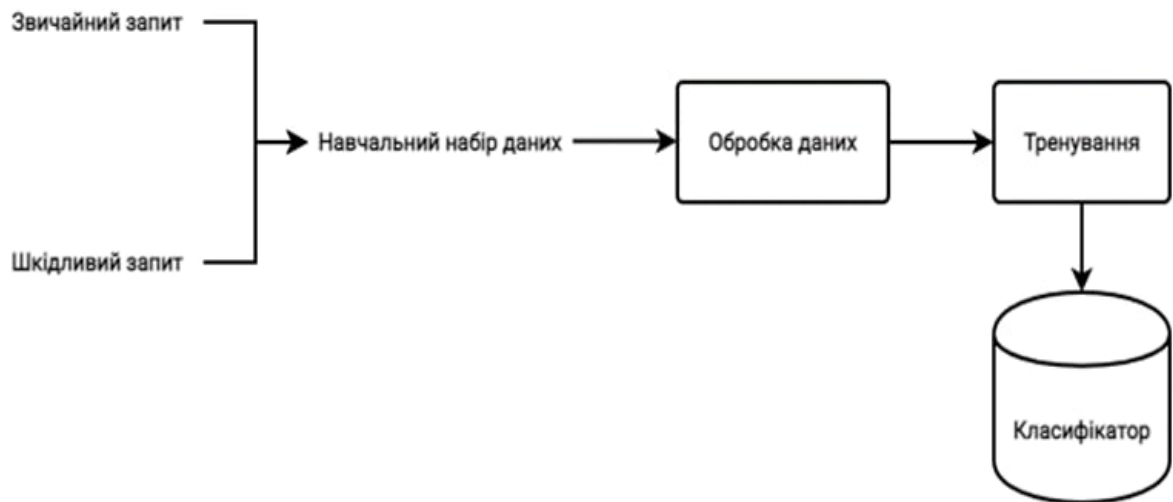 Звичайний запит
Навчальний набір даних
Обробка даних
Тренування
Шкідливий запит
Класифікатор